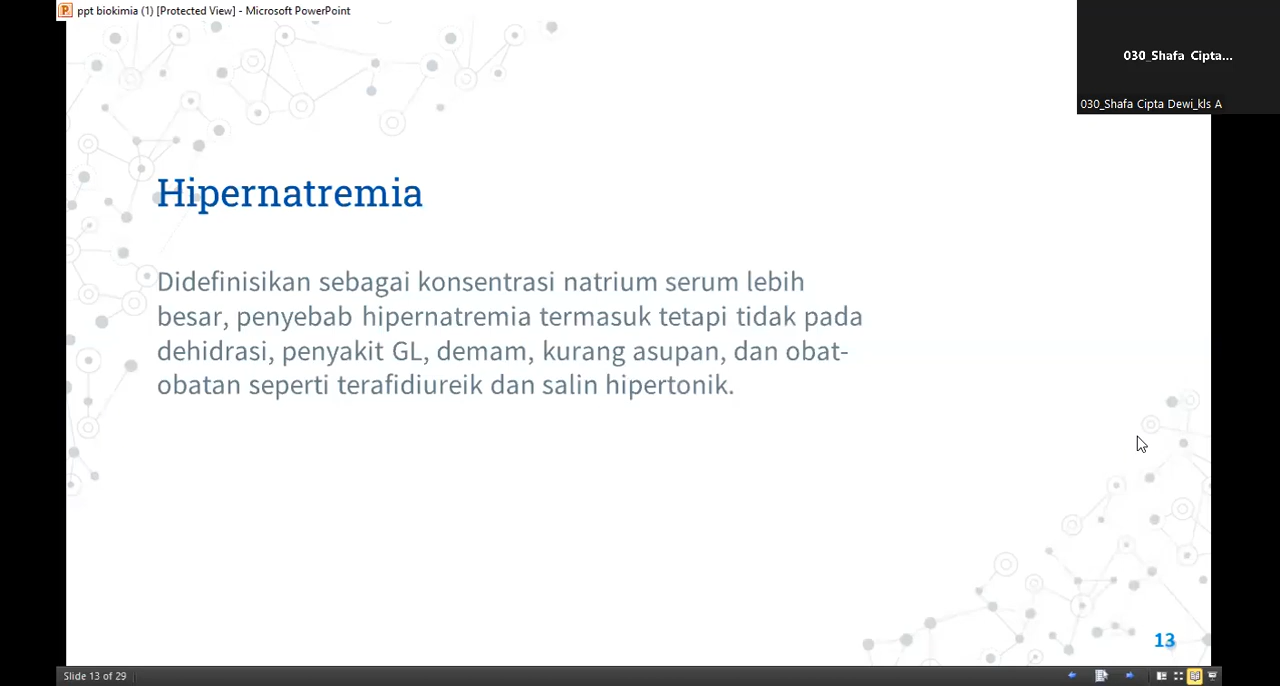 ppt biokimia (1) [Protected View] - Microsoft PowerPoint
030_Shafa Cipta...
030_Shafa Cipta Dewi_kls A
Hipernatremia
Didefinisikan sebagai konsentrasi natrium serum lebih
besar, penyebab hipernatremia termasuk tetapi tidak pada
dehidrasi, penyakit GL, demam, kurang asupan, dan obat-
obatan seperti terafidiureik dan salin hipertonik.
13
Slide 13 of 29